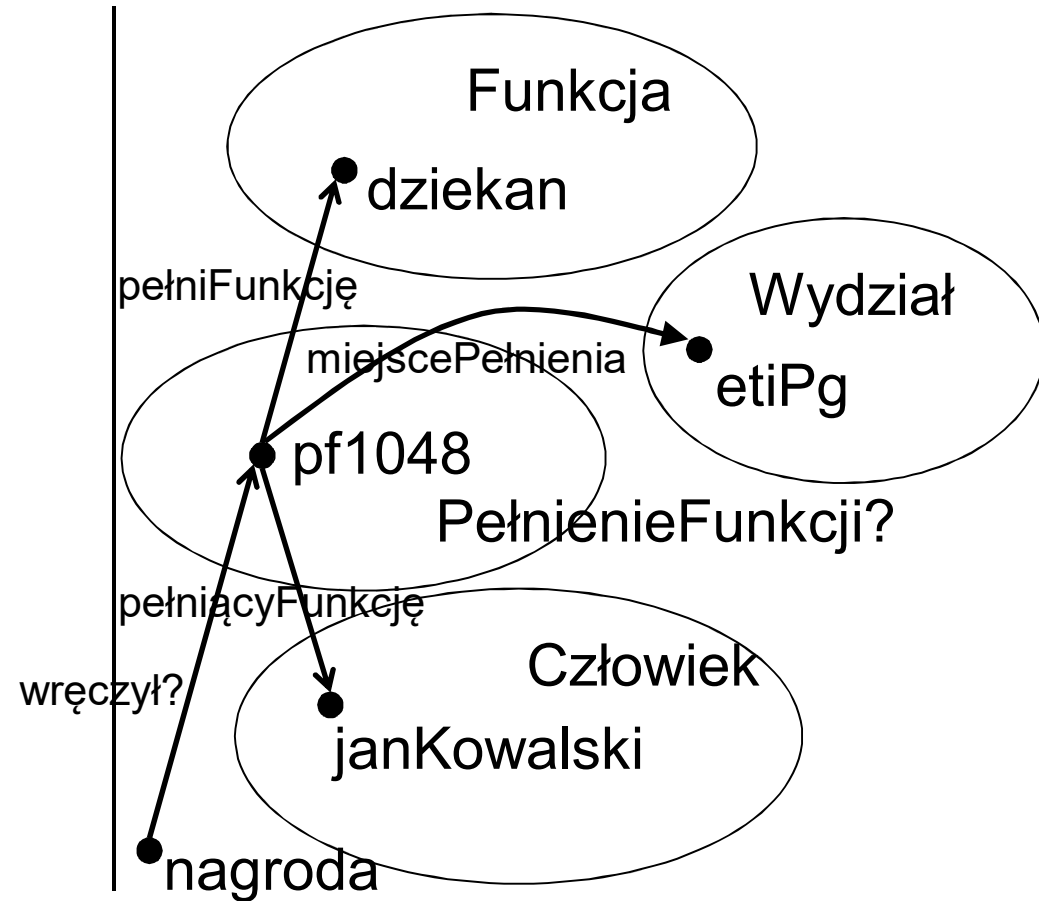 Funkcja
dziekan
pełniFunkcję
Wydział
miejscePełnienia
etiPg
pf1048
PełnienieFunkcji?
pełniącyFunkcję
Człowiek
wręczył?
janKowalski
nagroda